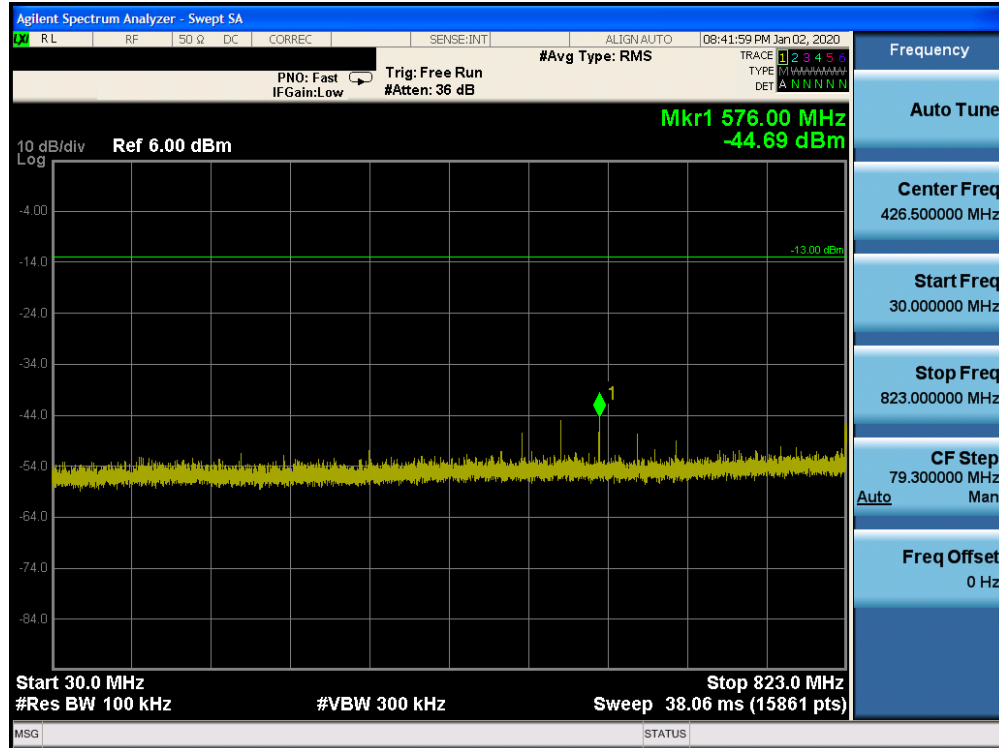 Agilent Spectrum Analyzer - Swept SA
LXI RL RF 50 Ω DC CORREC SENSE:INT ALIGN AUTO 08:41:59 PM Jan 02, 2020
#Avg Type: RMS TRACE 1 2 3 4 5 6
PNO: Fast Trig: Free Run TYPE M WWWWW
IFGain:Low #Atten: 36 dB DET A N N N N N
Mkr1 576.00 MHz
-44.69 dBm
10 dB/div Ref 6.00 dBm
Log
-4.00
-13.00 dBm
-14.0
-24.0
-34.0
1
-44.0
-54.0
-64.0
-74.0
-84.0
Start 30.0 MHz Stop 823.0 MHz
#Res BW 100 kHz #VBW 300 kHz Sweep 38.06 ms (15861 pts)
MSG STATUS
Frequency
Auto Tune
Center Freq
426.500000 MHz
Start Freq
30.000000 MHz
Stop Freq
823.000000 MHz
CF Step
79.300000 MHz
Auto Man
Freq Offset
0 Hz